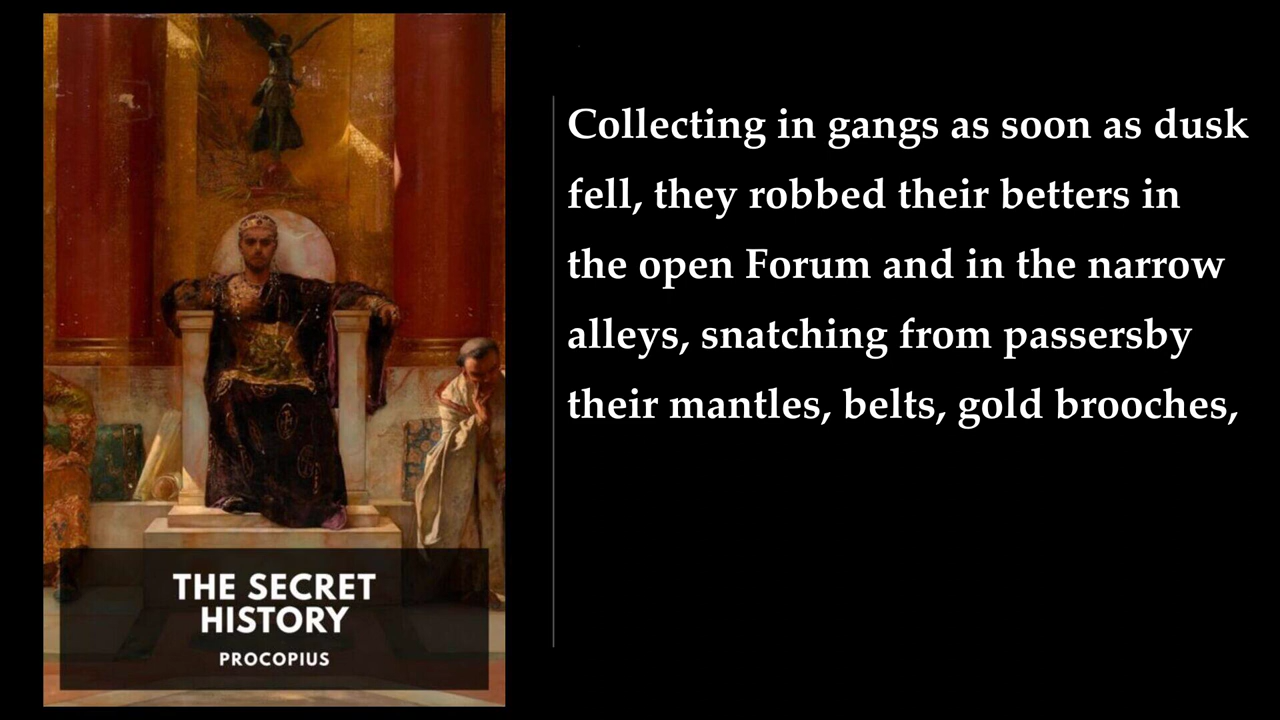 THE SECRET
HISTORY
PROCOPIUS
Collecting in gangs as soon as dusk
fell, they robbed their betters in
the open Forum and in the narrow
alleys, snatching from passersby
their mantles, belts, gold brooches,